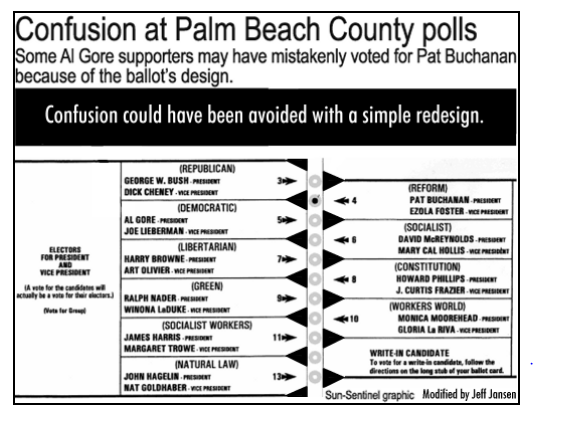 Confusion at Palm Beach County polls
Some Al Gore supporters may have mistakenly voted for Pat Buchanan
because of the ballot's design.
Confusion could have been avoided with a simple redesign.
ELECTORS
FOR PRESIDENT
AND
VICE PRESIDENT
(A vote for the candidates will
actually be a vote for their electors.)
(Vote for Group)
(REPUBLICAN)
GEORGE W. BUSH - PRESIDENT
DICK CHENEY - VICE PRESIDENT
3
(DEMOCRATIC)
AL GORE - PRESIDENT
JOE LIEBERMAN - VICE PRESIDENT
5
(LIBERTARIAN)
HARRY BROWNE - PRESIDENT
ART OLIVIER - VICE PRESIDENT
7
(GREEN)
RALPH NADER - PRESIDENT
WINONA LaDUKE - VICE PRESIDENT
9
(SOCIALIST WORKERS)
JAMES HARRIS - PRESIDENT
MARGARET TROWE - VICE PRESIDENT
11
(NATURAL LAW)
JOHN HAGELIN - PRESIDENT
NAT GOLDHABER - VICE PRESIDENT
13
(REFORM)
4 PAT BUCHANAN - PRESIDENT
EZOLA FOSTER - VICE PRESIDENT
(SOCIALIST)
6 DAVID McREYNOLDS - PRESIDENT
MARY CAL HOLLIS - VICE PRESIDENT
(CONSTITUTION)
8 HOWARD PHILLIPS - PRESIDENT
J. CURTIS FRAZIER - VICE PRESIDENT
(WORKERS WORLD)
10 MONICA MOOREHEAD - PRESIDENT
GLORIA La RIVA - VICE PRESIDENT
WRITE-IN CANDIDATE
To vote for a write-in candidate, follow the
directions on the long stub of your ballot card.
Sun-Sentinel graphic Modified by Jeff Jansen